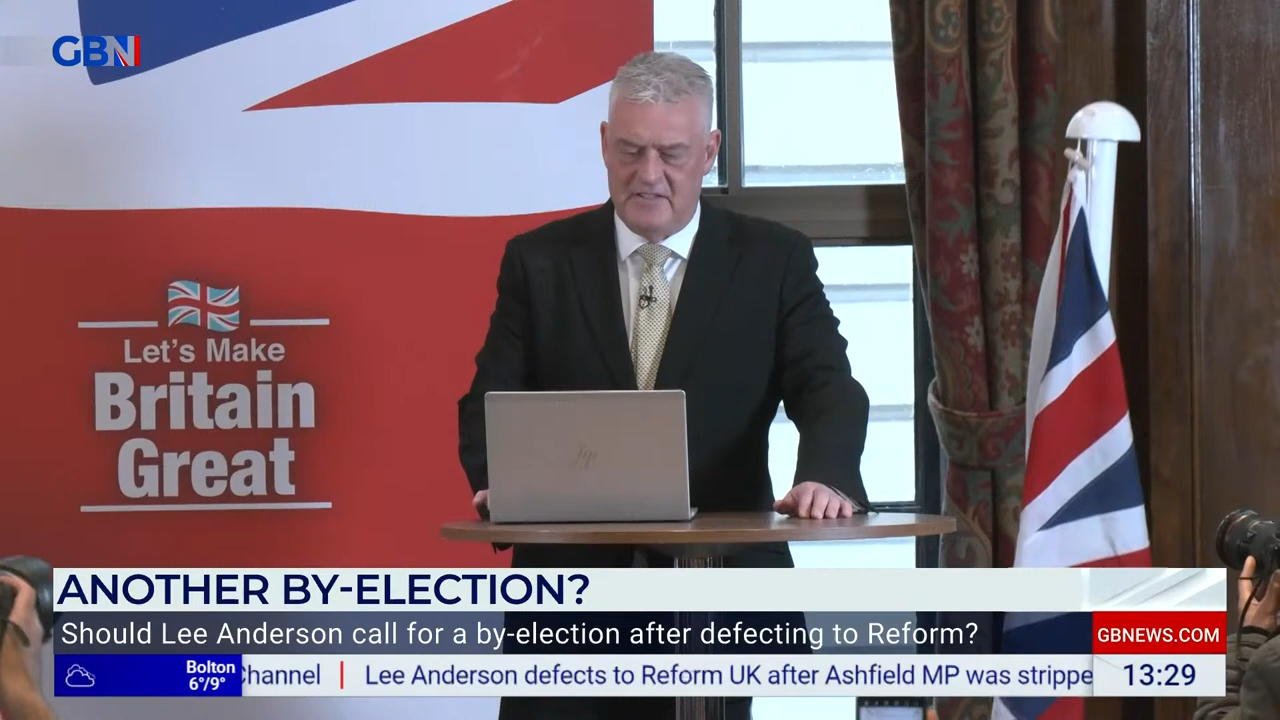 GBN
Let's Make
Britain
Great
hp
ANOTHER BY-ELECTION?
Should Lee Anderson call for a by-election after defecting to Reform?
GBNEWS.COM
Bolton
6°/9°
Channel | Lee Anderson defects to Reform UK after Ashfield MP was strippe
13:29